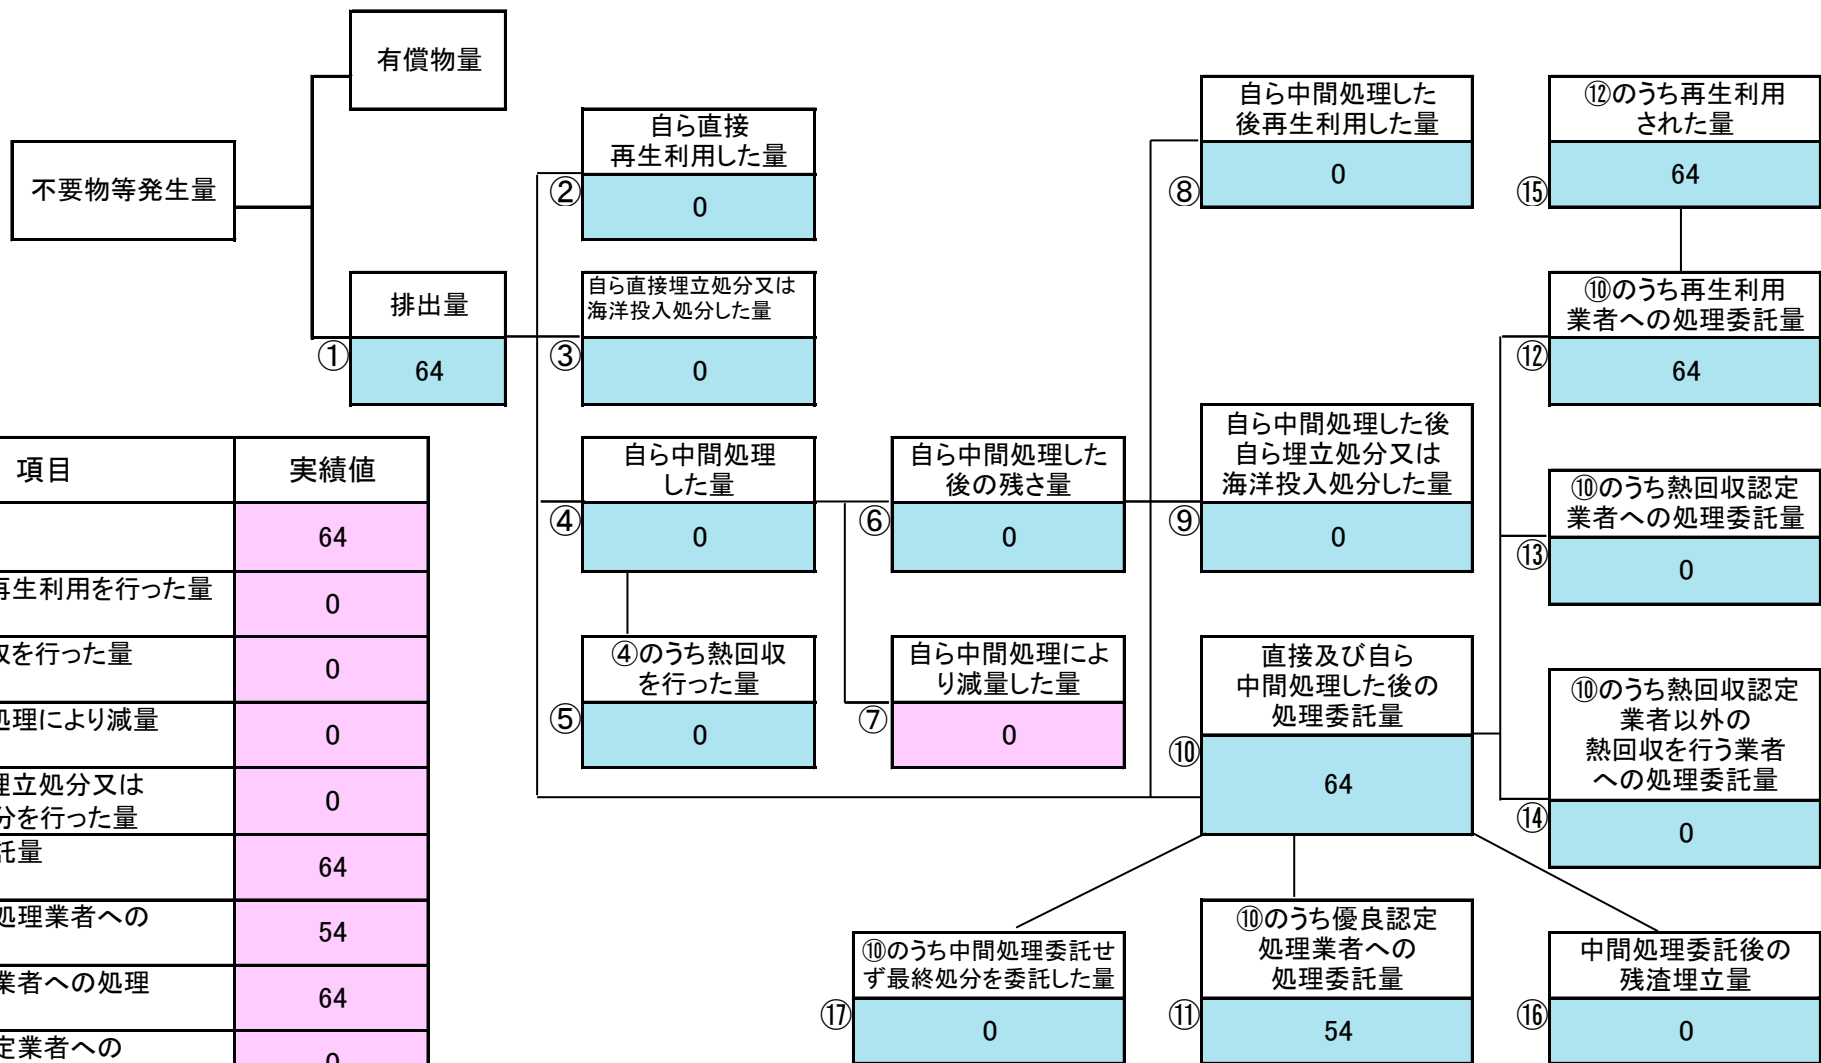 有償物量
不要物等発生量
排出量
①
64
自ら直接
再生利用した量
②
0
自ら直接埋立処分又は
海洋投入処分した量
③
0
自ら中間処理
した量
④
0
④のうち熱回収
を行った量
⑤
0
自ら中間処理した
後の残さ量
⑥
0
自ら中間処理によ
り減量した量
⑦
0
自ら中間処理した
後再生利用した量
⑧
0
自ら中間処理した後
自ら埋立処分又は
海洋投入処分した量
⑨
0
直接及び自ら
中間処理した後の
処理委託量
⑩
64
⑫のうち再生利用
された量
⑮
64
⑩のうち再生利用
業者への処理委託量
⑫
64
⑩のうち熱回収認定
業者への処理委託量
⑬
0
⑩のうち熱回収認定
業者以外の
熱回収を行う業者
への処理委託量
⑭
0
⑩のうち中間処理委託せ
ず最終処分を委託した量
⑰
0
⑩のうち優良認定
処理業者への
処理委託量
⑪
54
中間処理委託後の
残渣埋立量
⑯
0
項目 実績値
64
再生利用を行った量 0
を行った量 0
処理により減量 0
埋立処分又は
を行った量 0
託量 64
処理業者への 54
業者への処理 64
定業者への 0